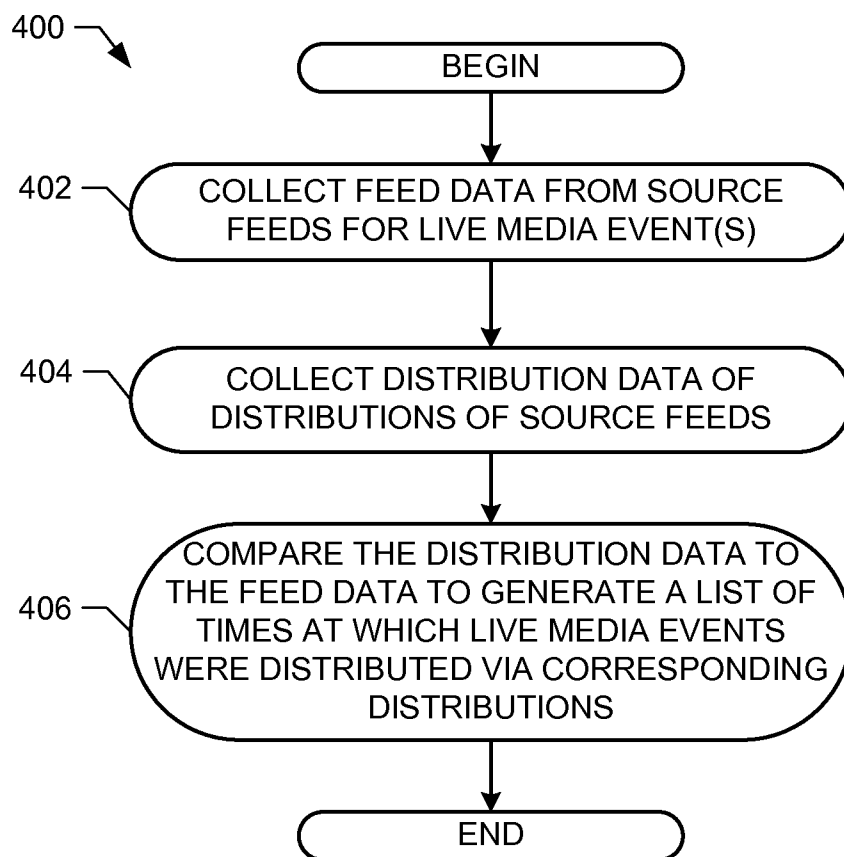 400
BEGIN
402
COLLECT FEED DATA FROM SOURCE
FEEDS FOR LIVE MEDIA EVENT(S)
404
COLLECT DISTRIBUTION DATA OF
DISTRIBUTIONS OF SOURCE FEEDS
406
COMPARE THE DISTRIBUTION DATA TO
THE FEED DATA TO GENERATE A LIST OF
TIMES AT WHICH LIVE MEDIA EVENTS
WERE DISTRIBUTED VIA CORRESPONDING
DISTRIBUTIONS
END